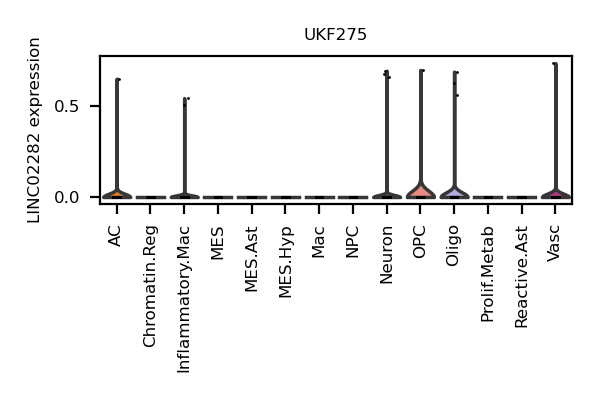 UKF275
LINC02282 expression
0.5
0.0
AC
Chromatin.Reg
Inflammatory.Mac
MES
MES.Ast
MES.Hyp
Mac
NPC
Neuron
OPC
Oligo
Prolif.Metab
Reactive.Ast
Vasc